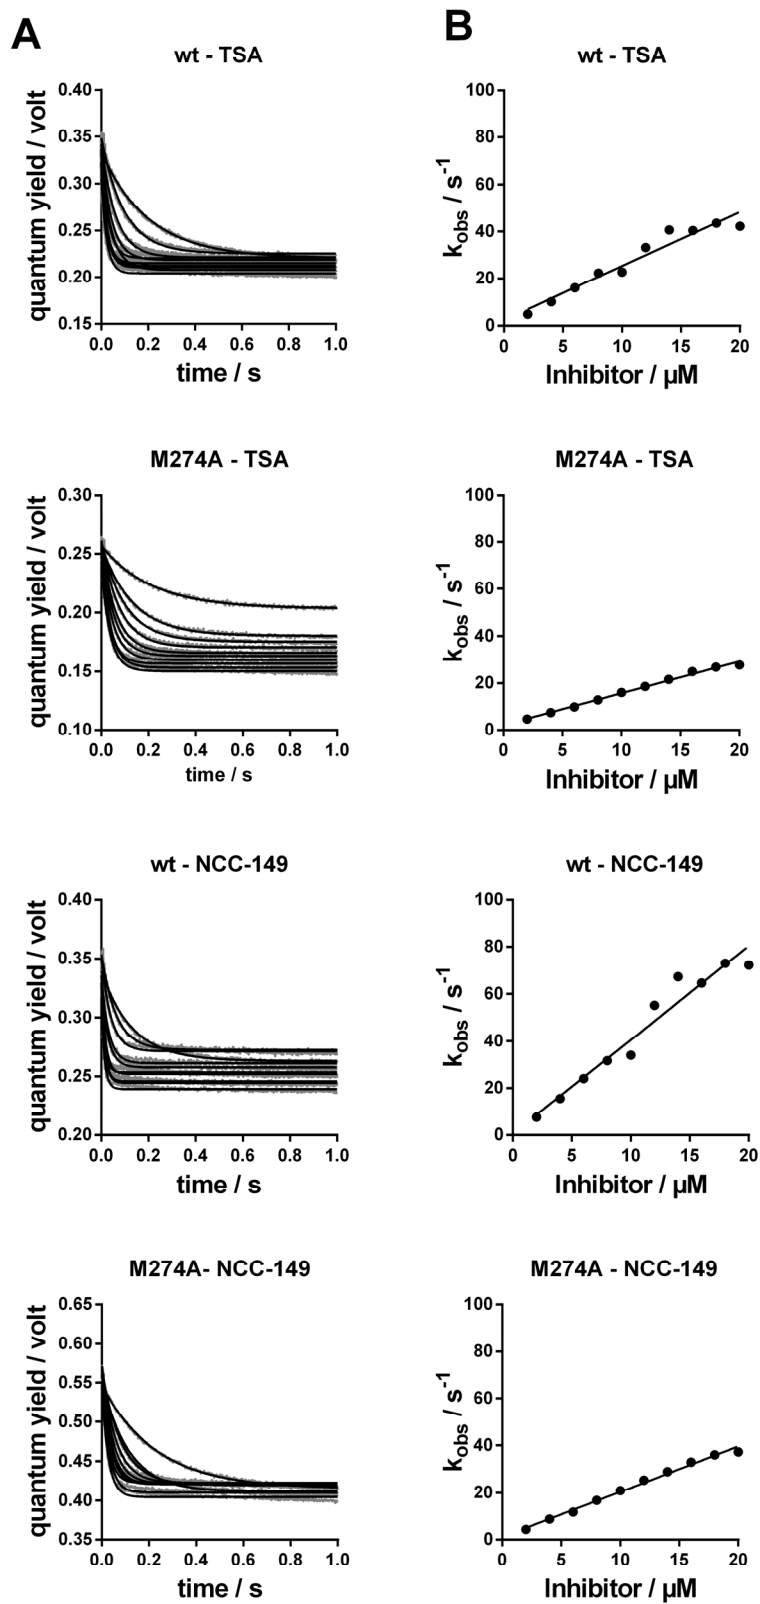 A
B
wt - TSA
wt - TSA
quantum yield / volt
0.40
0.35
0.30
0.25
0.20
0.15
0.0 0.2 0.4 0.6 0.8 1.0
time / s
kobs / s-1
100
80
60
40
20
0
0 5 10 15 20
Inhibitor / µM
M274A - TSA
M274A - TSA
quantum yield / volt
0.30
0.25
0.20
0.15
0.10
0.0 0.2 0.4 0.6 0.8 1.0
time / s
kobs / s-1
100
80
60
40
20
0
0 5 10 15 20
Inhibitor / µM
wt - NCC-149
wt - NCC-149
quantum yield / volt
0.40
0.35
0.30
0.25
0.20
0.0 0.2 0.4 0.6 0.8 1.0
time / s
kobs / s-1
100
80
60
40
20
0
0 5 10 15 20
Inhibitor / µM
M274A- NCC-149
M274A - NCC-149
quantum yield / volt
0.65
0.60
0.55
0.50
0.45
0.40
0.35
0.0 0.2 0.4 0.6 0.8 1.0
time / s
kobs / s-1
100
80
60
40
20
0
0 5 10 15 20
Inhibitor / µM